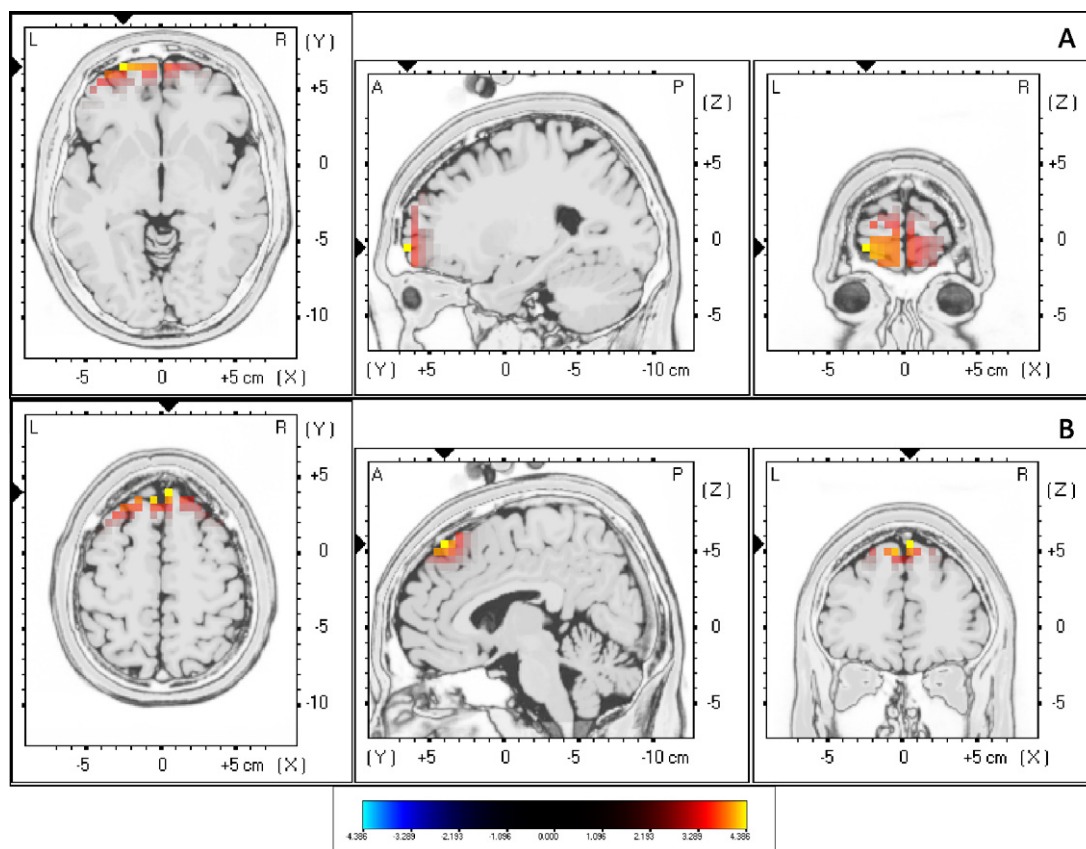 A
L R (Y)
+5
0
-5
-10
-5 0 +5 cm (X)
A P (Z)
+5
0
-5
(Y) +5 0 -5 -10 cm
L R (Z)
+5
0
-5
-5 0 +5 cm (X)
B
L R (Y)
+5
0
-5
-10
-5 0 +5 cm (X)
A P (Z)
+5
0
-5
(Y) +5 0 -5 -10 cm
L R (Z)
+5
0
-5
-5 0 +5 cm (X)
-4.386 -3.289 -2.193 -1.096 0.000 1.096 2.193 3.289 4.386